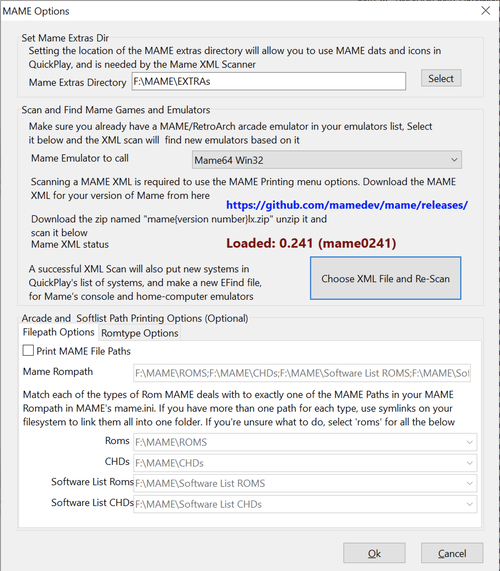 MAME Options
Set Mame Extras Dir
Setting the location of the MAME extras directory will allow you to use MAME dats and icons in
QuickPlay, and is needed by the Mame XML Scanner
Mame Extras Directory F:\MAME\EXTRAs Select
Scan and Find Mame Games and Emulators
Make sure you already have a MAME/RetroArch arcade emulator in your emulators list, Select
it below and the XML scan will find new emulators based on it
Mame Emulator to call Mame64 Win32
Scanning a MAME XML is required to use the MAME Printing menu options. Download the MAME
XML for your version of Mame from here
https://github.com/mamedev/mame/releases/
Download the zip named "mame(version number)lx.zip" unzip it and
scan it below
Mame XML status Loaded: 0.241 (mame0241)
A successful XML Scan will also put new systems in
QuickPlay's list of systems, and make a new EFind file,
for Mame's console and home-computer emulators
Choose XML File and Re-Scan
Arcade and Softlist Path Printing Options (Optional)
Filepath Options Romtype Options
Print MAME File Paths
Mame Rompath F:\MAME\ROMS;F:\MAME\CHDs;F:\MAME\Software List ROMS;F:\MAME\Sof
Match each of the types of Rom MAME deals with to exactly one of the MAME Paths in your MAME
Rompath in MAME's mame.ini. If you have more than one path for each type, use symlinks on your
filesystem to link them all into one folder. If you're unsure what to do, select 'roms' for all the below
Roms F:\MAME\ROMS
CHDs F:\MAME\CHDs
Software List Roms F:\MAME\Software List ROMS
Software List CHDs F:\MAME\Software List CHDs
Ok Cancel